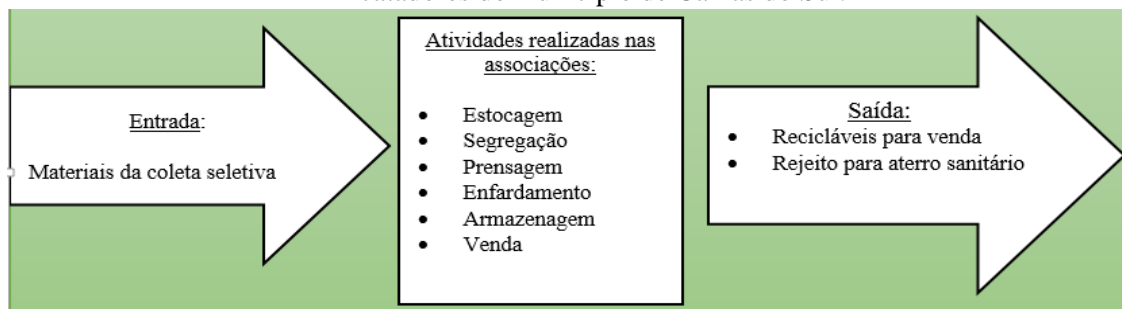 Entrada:
Materiais da coleta seletiva
Atividades realizadas nas
associações:
• Estocagem
• Segregação
• Prensagem
• Enfardamento
• Armazenagem
• Venda
Saída:
• Recicláveis para venda
• Rejeito para aterro sanitário